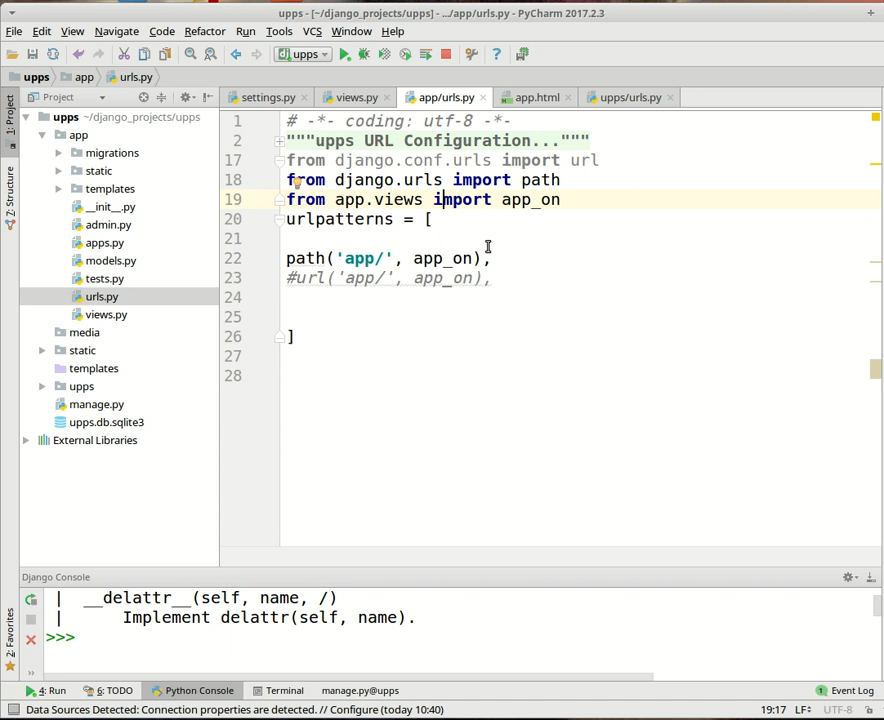 upps - [~/django_projects/upps] - .../app/urls.py - PyCharm 2017.2.3
File Edit View Navigate Code Refactor Run Tools VCS Window Help
upps
upps app urls.py
1: Project
7: Structure
2: Favorites
Project
settings.py views.py app/urls.py app.html upps/urls.py
upps ~/django_projects/upps
app
migrations
static
templates
__init__.py
admin.py
apps.py
models.py
tests.py
urls.py
views.py
media
static
templates
upps
manage.py
upps.db.sqlite3
External Libraries
1 # -*- coding: utf-8 -*-
2 """upps URL Configuration..."""
17 from django.conf.urls import url
18 from django.urls import path
19 from app.views import app_on
20 urlpatterns = [
21
22 path('app/', app_on),
23 #url('app/', app_on),
24
25
26 ]
27
28
Django Console
| __delattr__(self, name, /)
| Implement delattr(self, name).
>>>
4: Run 6: TODO Python Console Terminal manage.py@upps 1 Event Log
Data Sources Detected: Connection properties are detected. // Configure (today 10:40) 19:17 LF UTF-8